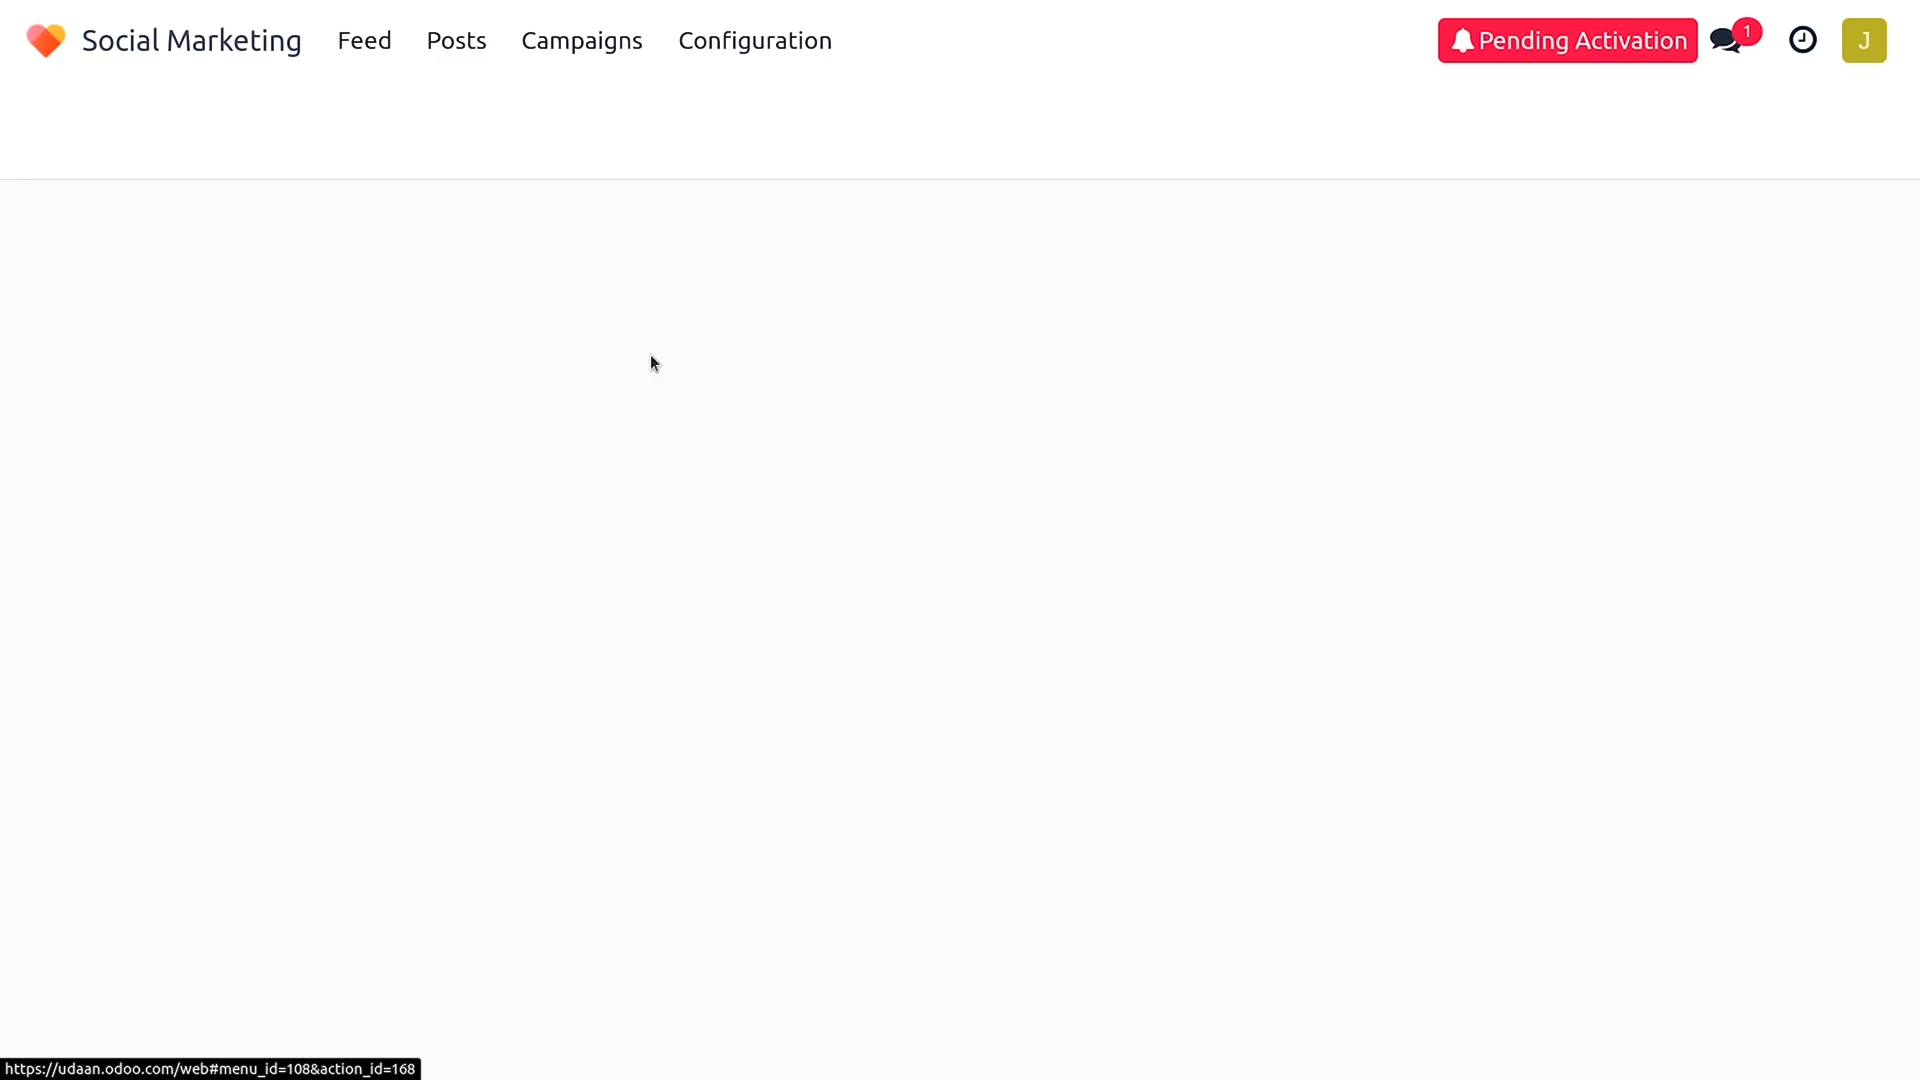 Social Marketing Feed Posts Campaigns Configuration Pending Activation 1 J
https://udaan.odoo.com/web#menu_id=108&action_id=168